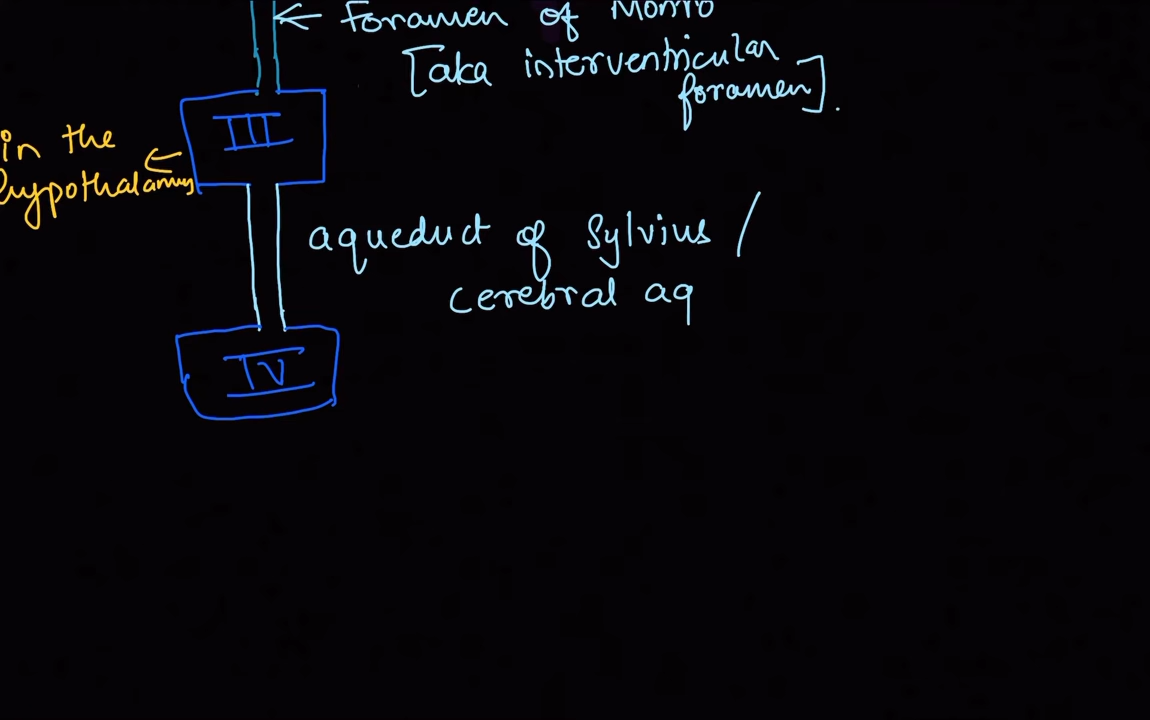 Foramen of Monro
[aka interventricular
foramen].
III
in the
hypothalamus
aqueduct of Sylvius /
cerebral aq
IV